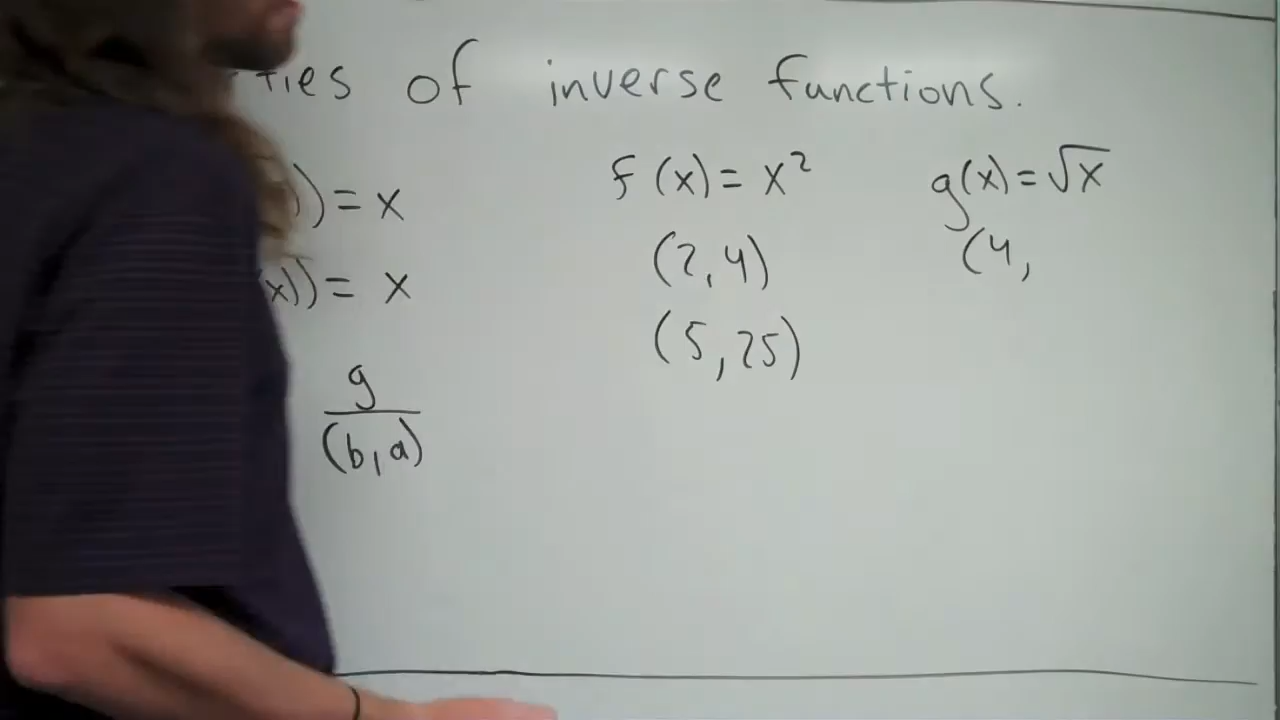 ties of inverse functions.
)) = x
f(x) = x²
g(x) = √x
(2,4)
(4,
x)) = x
(5,25)
g
(b,a)